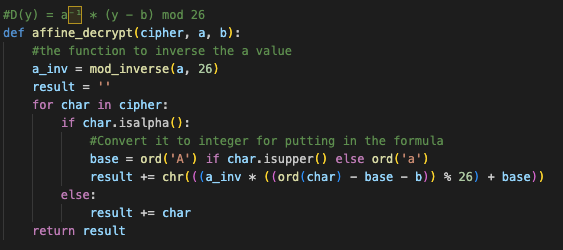 #D(y) = a⁻¹ * (y - b) mod 26
def affine_decrypt(cipher, a, b):
    #the function to inverse the a value
    a_inv = mod_inverse(a, 26)
    result = ''
    for char in cipher:
        if char.isalpha():
            #Convert it to integer for putting in the formula
            base = ord('A') if char.isupper() else ord('a')
            result += chr(((a_inv * ((ord(char) - base - b)) % 26) + base))
        else:
            result += char
    return result